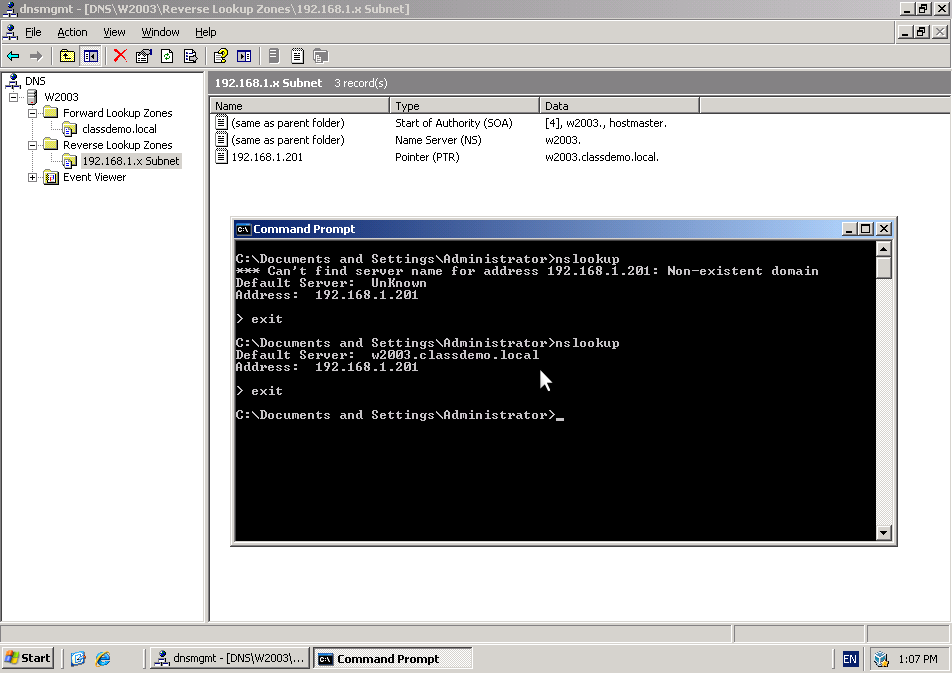 dnsmgmt - [DNS\W2003\Reverse Lookup Zones\192.168.1.x Subnet]
File Action View Window Help
DNS
W2003
Forward Lookup Zones
classdemo.local
Reverse Lookup Zones
192.168.1.x Subnet
Event Viewer
192.168.1.x Subnet 3 record(s)
Name Type Data
(same as parent folder) Start of Authority (SOA) [4], w2003., hostmaster.
(same as parent folder) Name Server (NS) w2003.
192.168.1.201 Pointer (PTR) w2003.classdemo.local.
C:\ Command Prompt
C:\Documents and Settings\Administrator>nslookup
*** Can't find server name for address 192.168.1.201: Non-existent domain
Default Server:  UnKnown
Address:  192.168.1.201
> exit
C:\Documents and Settings\Administrator>nslookup
Default Server:  w2003.classdemo.local
Address:  192.168.1.201
> exit
C:\Documents and Settings\Administrator>_
Start dnsmgmt - [DNS\W2003\... C:\ Command Prompt EN 1:07 PM